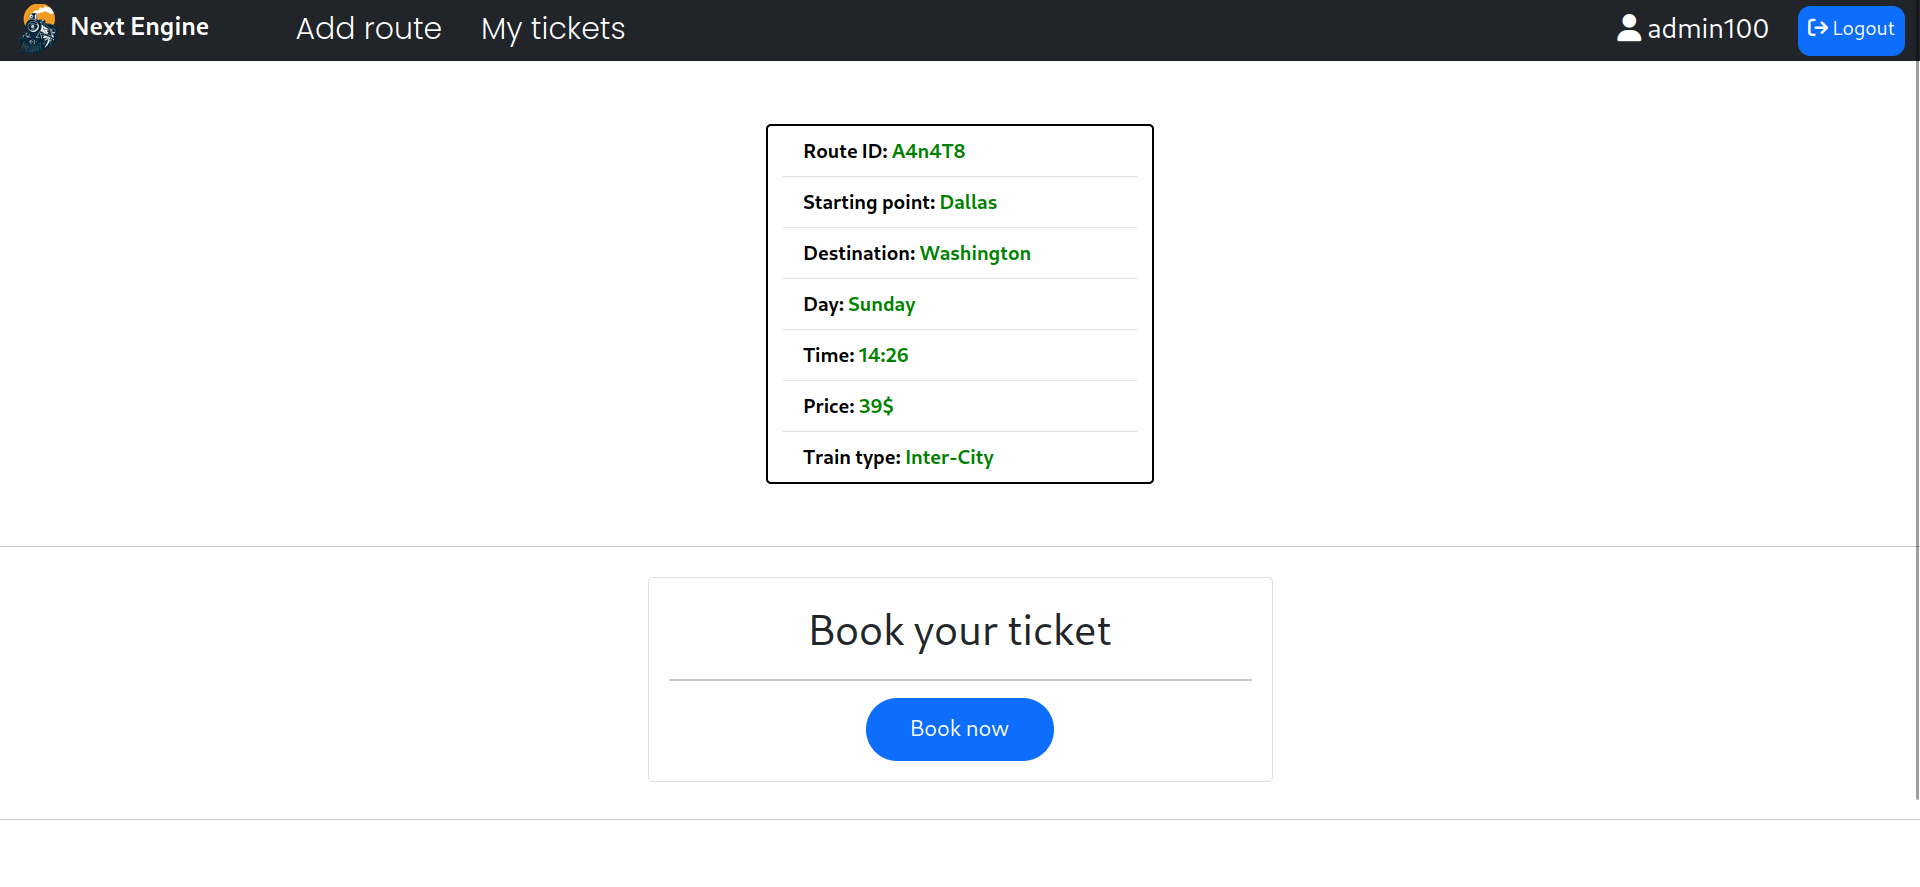 Next Engine
Add route
My tickets
admin100
Logout
Route ID: A4n4T8
Starting point: Dallas
Destination: Washington
Day: Sunday
Time: 14:26
Price: 39$
Train type: Inter-City
Book your ticket
Book now